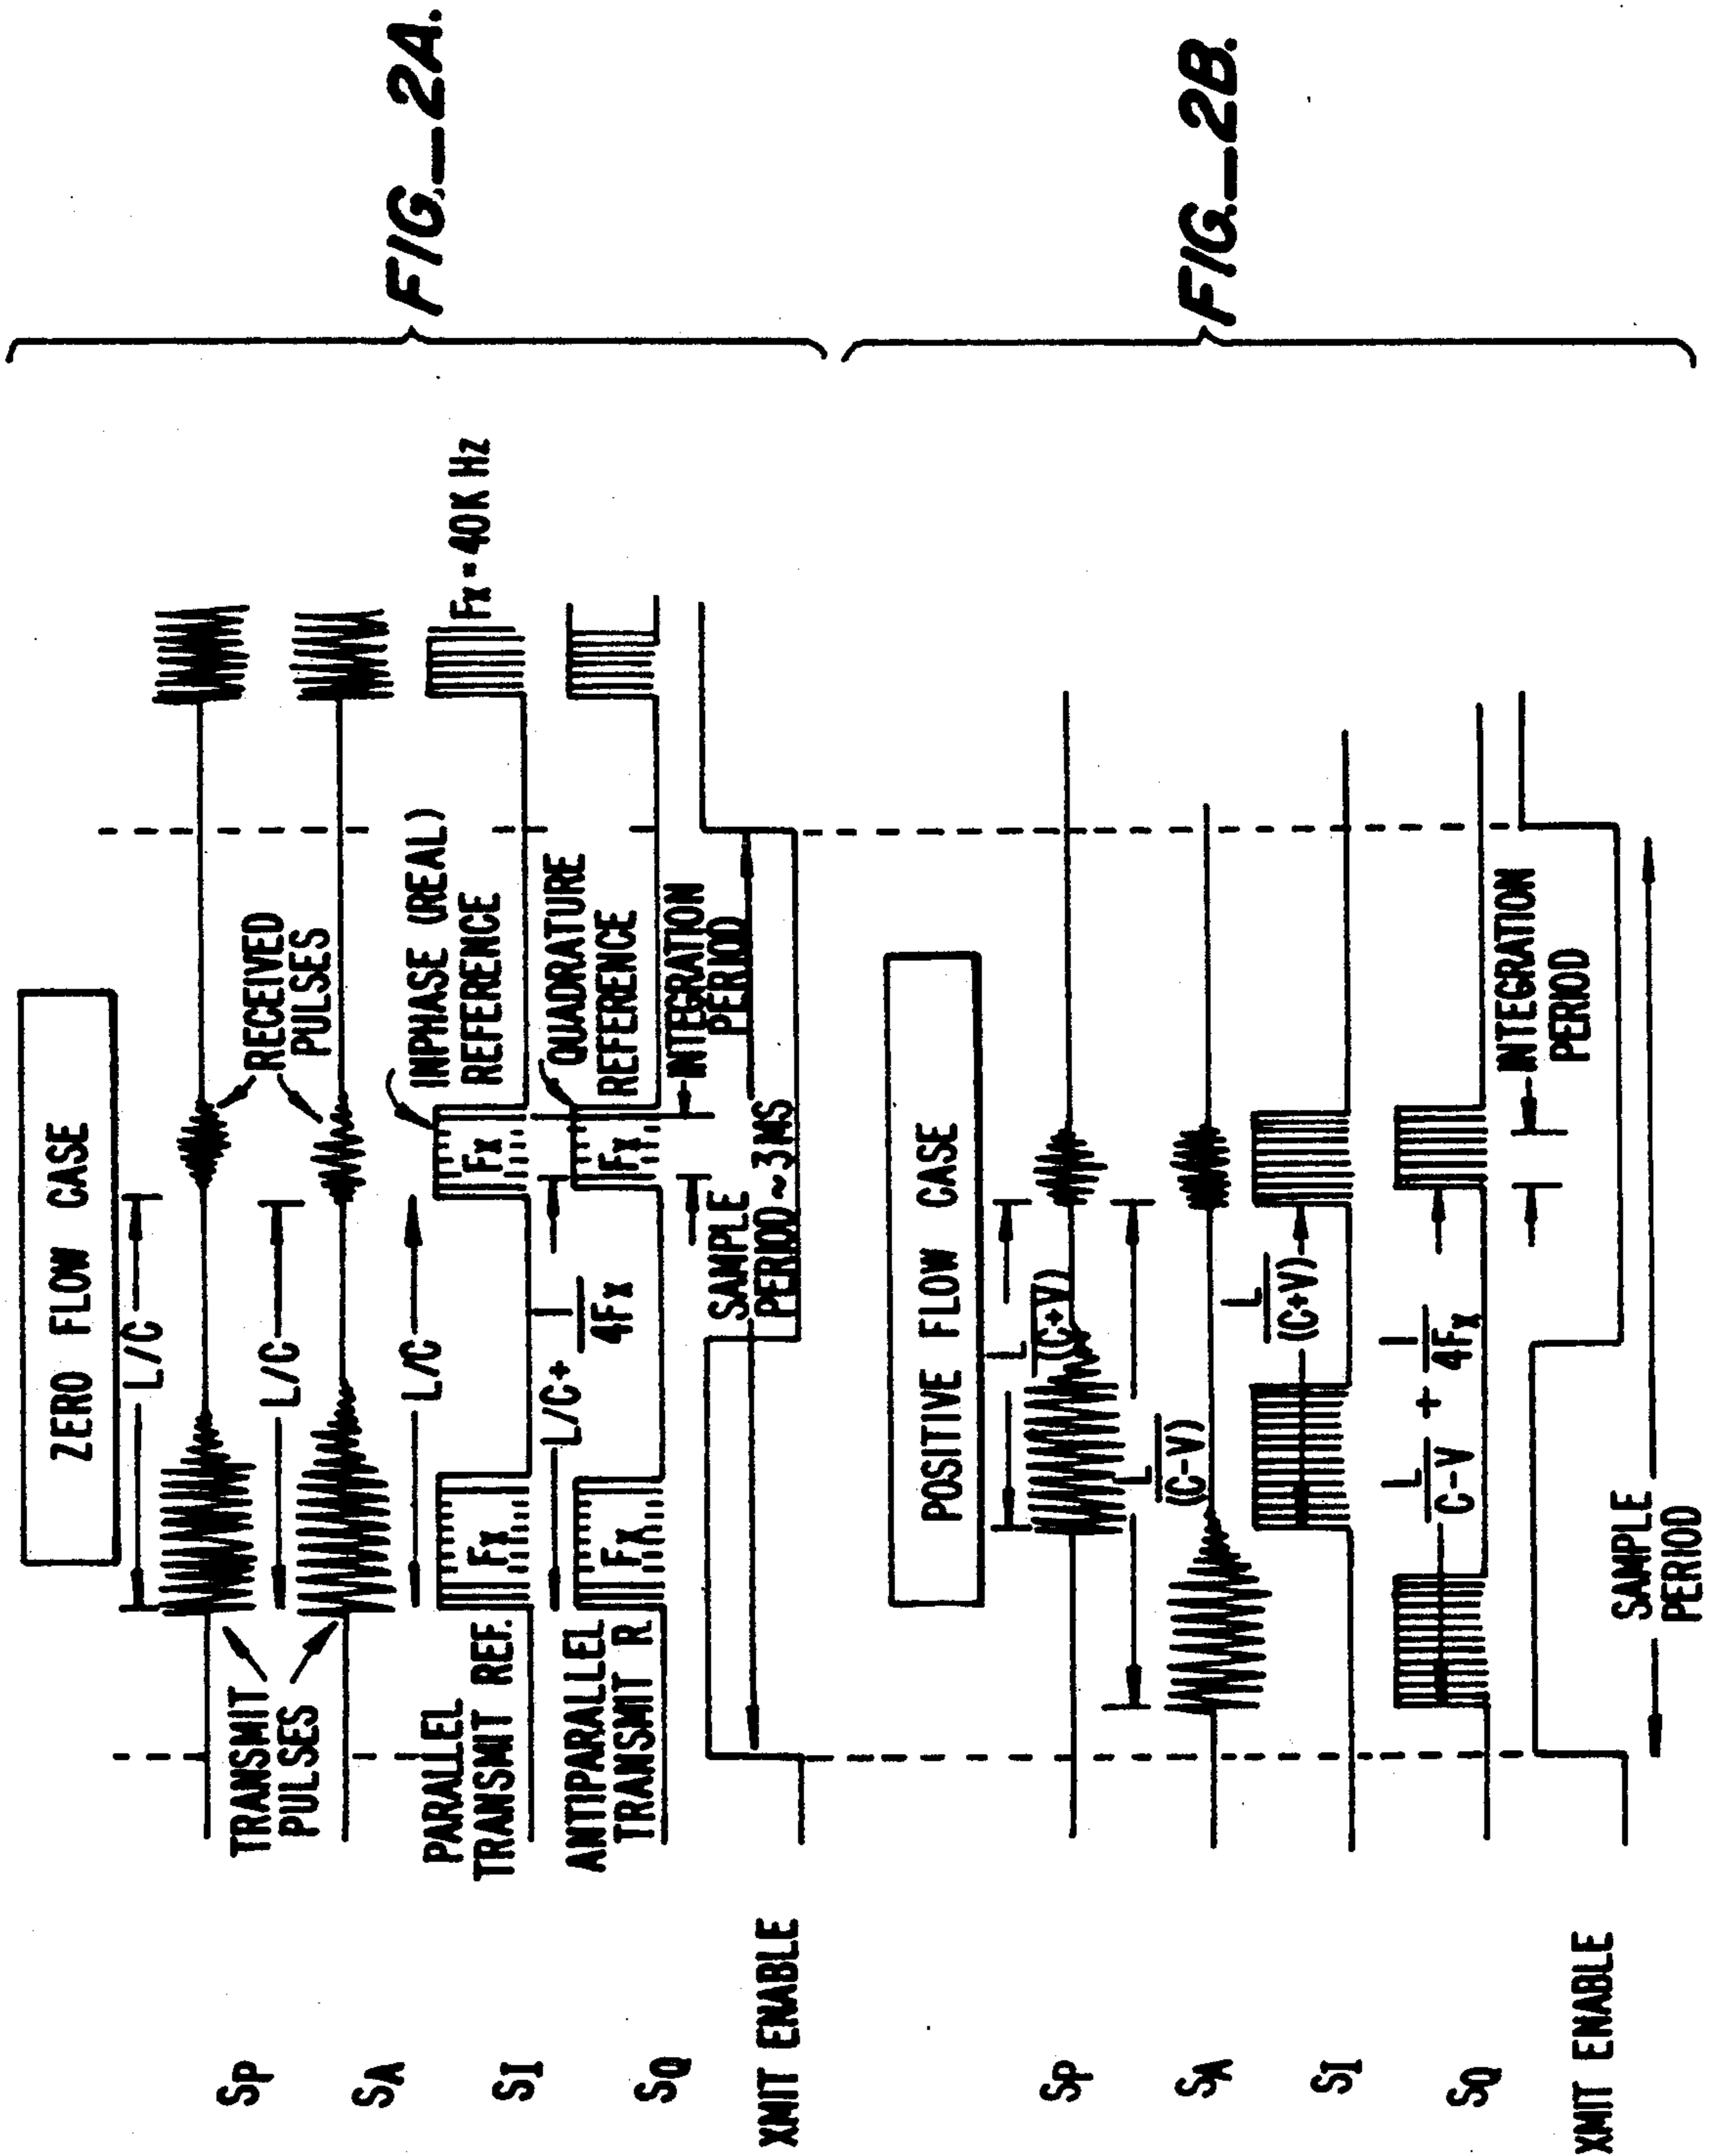 FIG._2A.
ZERO FLOW CASE
L/C
TRANSMIT
PULSES
RECEIVED
PULSES
SP
L/C
SA
L/C
PARALLEL
TRANSMIT REF.
FX
FX
INPHASE (REAL)
REFERENCE
FX = 40K HZ
SI
L/C+ 1
4FX
ANTIPARALLEL
TRANSMIT R
FX
FX
QUADRATURE
REFERENCE
SQ
INTEGRATION
PERIOD
SAMPLE
PERIOD ~3MS
XMIT ENABLE
FIG._2B.
POSITIVE FLOW CASE
L
(C+V)
SP
L
(C-V)
SA
L
(C+V)
SI
L + 1
C-V 4FX
SQ
INTEGRATION
PERIOD
XMIT ENABLE
SAMPLE
PERIOD